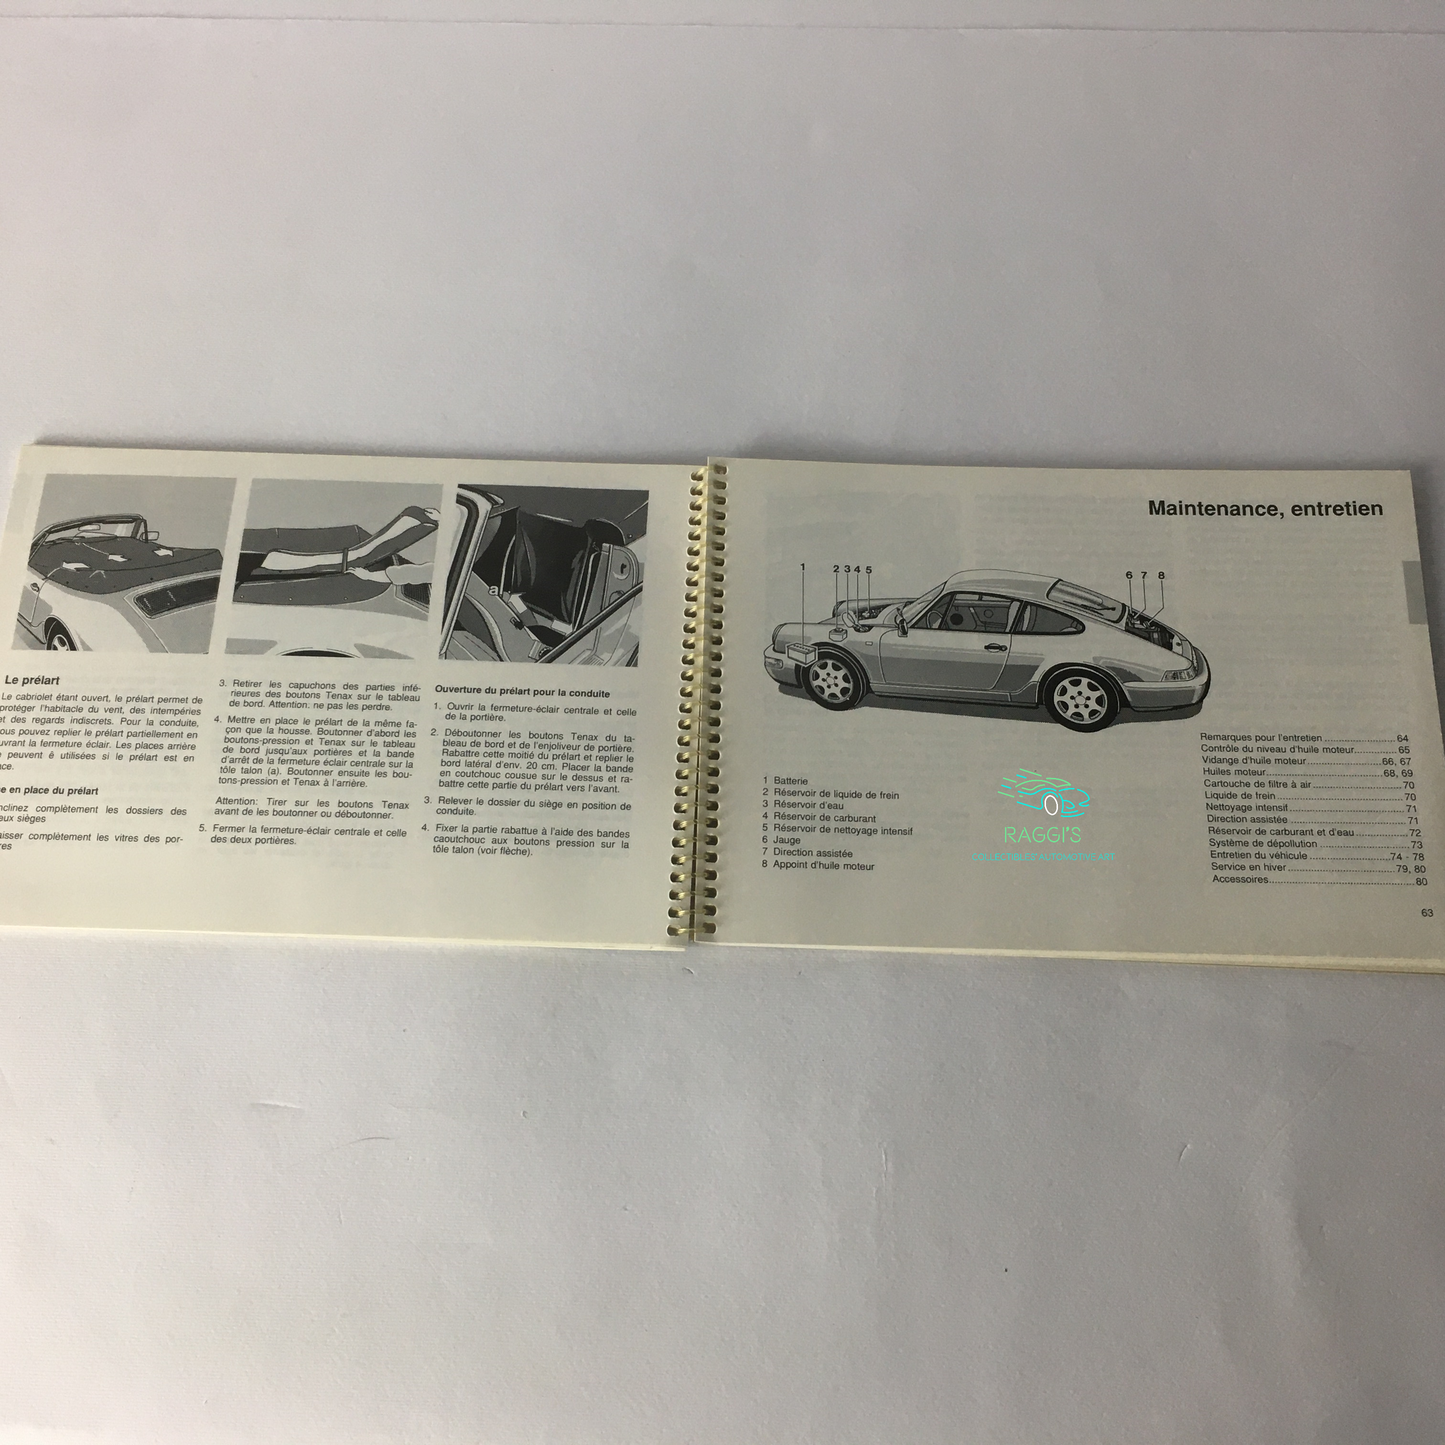 a
Le prélart
Le cabriolet étant ouvert, le prélart permet de
protéger l'habitacle du vent, des intempéries
et des regards indiscrets. Pour la conduite,
vous pouvez replier le prélart partiellement en
ouvrant la fermeture éclair. Les places arrière
peuvent é utilisées si le prélart est en
en place du prélart
complètement les dossiers des
sièges
complètement les vitres des por-
3. Retirer les capuchons des parties infé-
rieures des boutons Tenax sur le tableau
de bord. Attention: ne pas les perdre.
4. Mettre en place le prélart de la même fa-
çon que la housse. Boutonner d'abord les
boutons-pression et Tenax sur le tableau
de bord jusqu'aux portières et la bande
d'arrêt de la fermeture éclair centrale sur la
tôle talon (a). Boutonner ensuite les bou-
tons-pression et Tenax à l'arrière.
Attention: Tirer sur les boutons Tenax
avant de les boutonner ou déboutonner.
5. Fermer la fermeture-éclair centrale et celle
des deux portières.
Ouverture du prélart pour la conduite
1. Ouvrir la fermeture-éclair centrale et celle
de la portière.
2. Déboutonner les boutons Tenax du ta-
bleau de bord et de l'enjoliveur de portière.
Rabattre cette moitié du prélart et replier le
bord latéral d'env. 20 cm. Placer la bande
en coutchouc cousue sur le dessus et ra-
battre cette partie du prélart vers l'avant.
3. Relever le dossier du siège en position de
conduite.
4. Fixer la partie rabattue à l'aide des bandes
caoutchouc aux boutons pression sur la
tôle talon (voir flèche).
Maintenance, entretien
1 2 3 4 5 6 7 8
1 Batterie
2 Réservoir de liquide de frein
3 Réservoir d'eau
4 Réservoir de carburant
5 Réservoir de nettoyage intensif
6 Jauge
7 Direction assistée
8 Appoint d'huile moteur
RAGGI'S
COLLECTIBLE AUTOMOTIVE ART
Remarques pour l'entretien ........................ 64
Contrôle du niveau d'huile moteur.............. 65
Vidange d'huile moteur ......................... 66, 67
Huiles moteur....................................... 68, 69
Cartouche de filtre à air ............................. 70
Liquide de frein ......................................... 70
Nettoyage intensif ..................................... 71
Direction assistée ...................................... 71
Réservoir de carburant et d'eau ................. 72
Système de dépollution .............................. 73
Entretien du véhicule .......................... 74 - 78
Service en hiver .................................. 79, 80
Accessoires................................................ 80
63